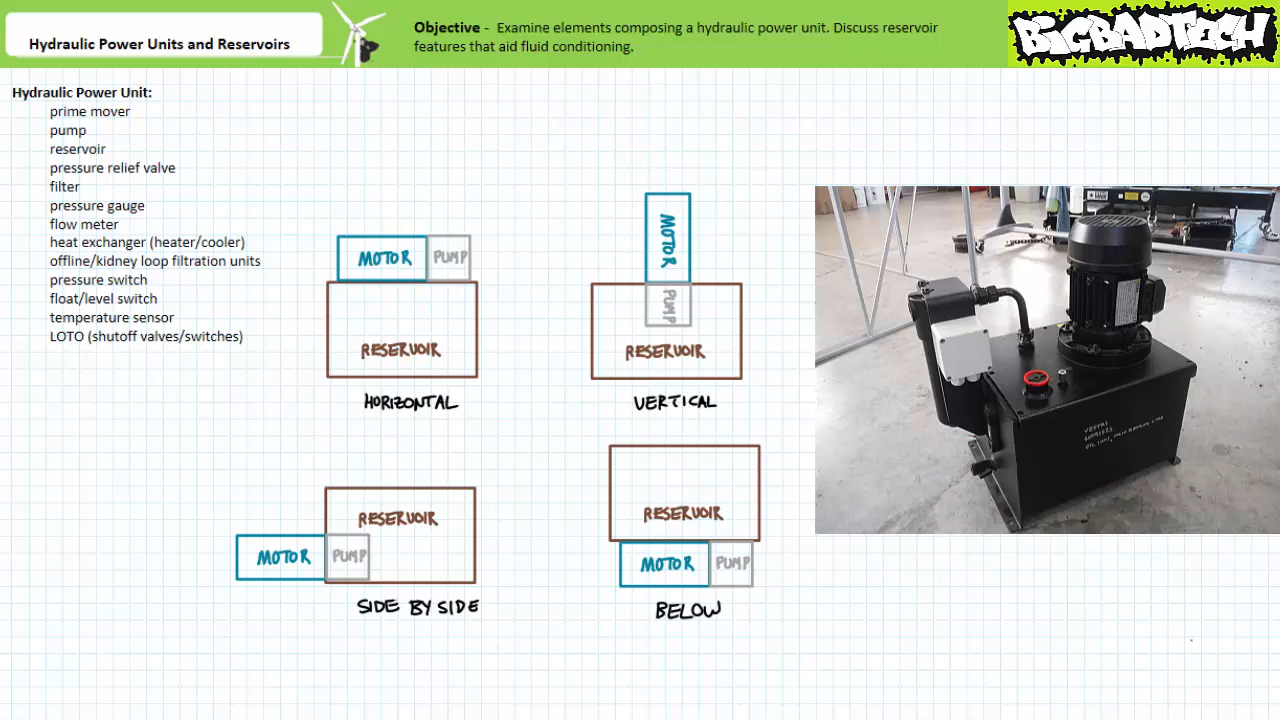 Hydraulic Power Units and Reservoirs
Objective - Examine elements composing a hydraulic power unit. Discuss reservoir
features that aid fluid conditioning.
BIGBADTECH
Hydraulic Power Unit:
prime mover
pump
reservoir
pressure relief valve
filter
pressure gauge
flow meter
heat exchanger (heater/cooler)
offline/kidney loop filtration units
pressure switch
float/level switch
temperature sensor
LOTO (shutoff valves/switches)
MOTOR PUMP
RESERVOIR
HORIZONTAL
MOTOR
PUMP
RESERVOIR
VERTICAL
RESERVOIR
MOTOR PUMP
SIDE BY SIDE
RESERVOIR
MOTOR PUMP
BELOW